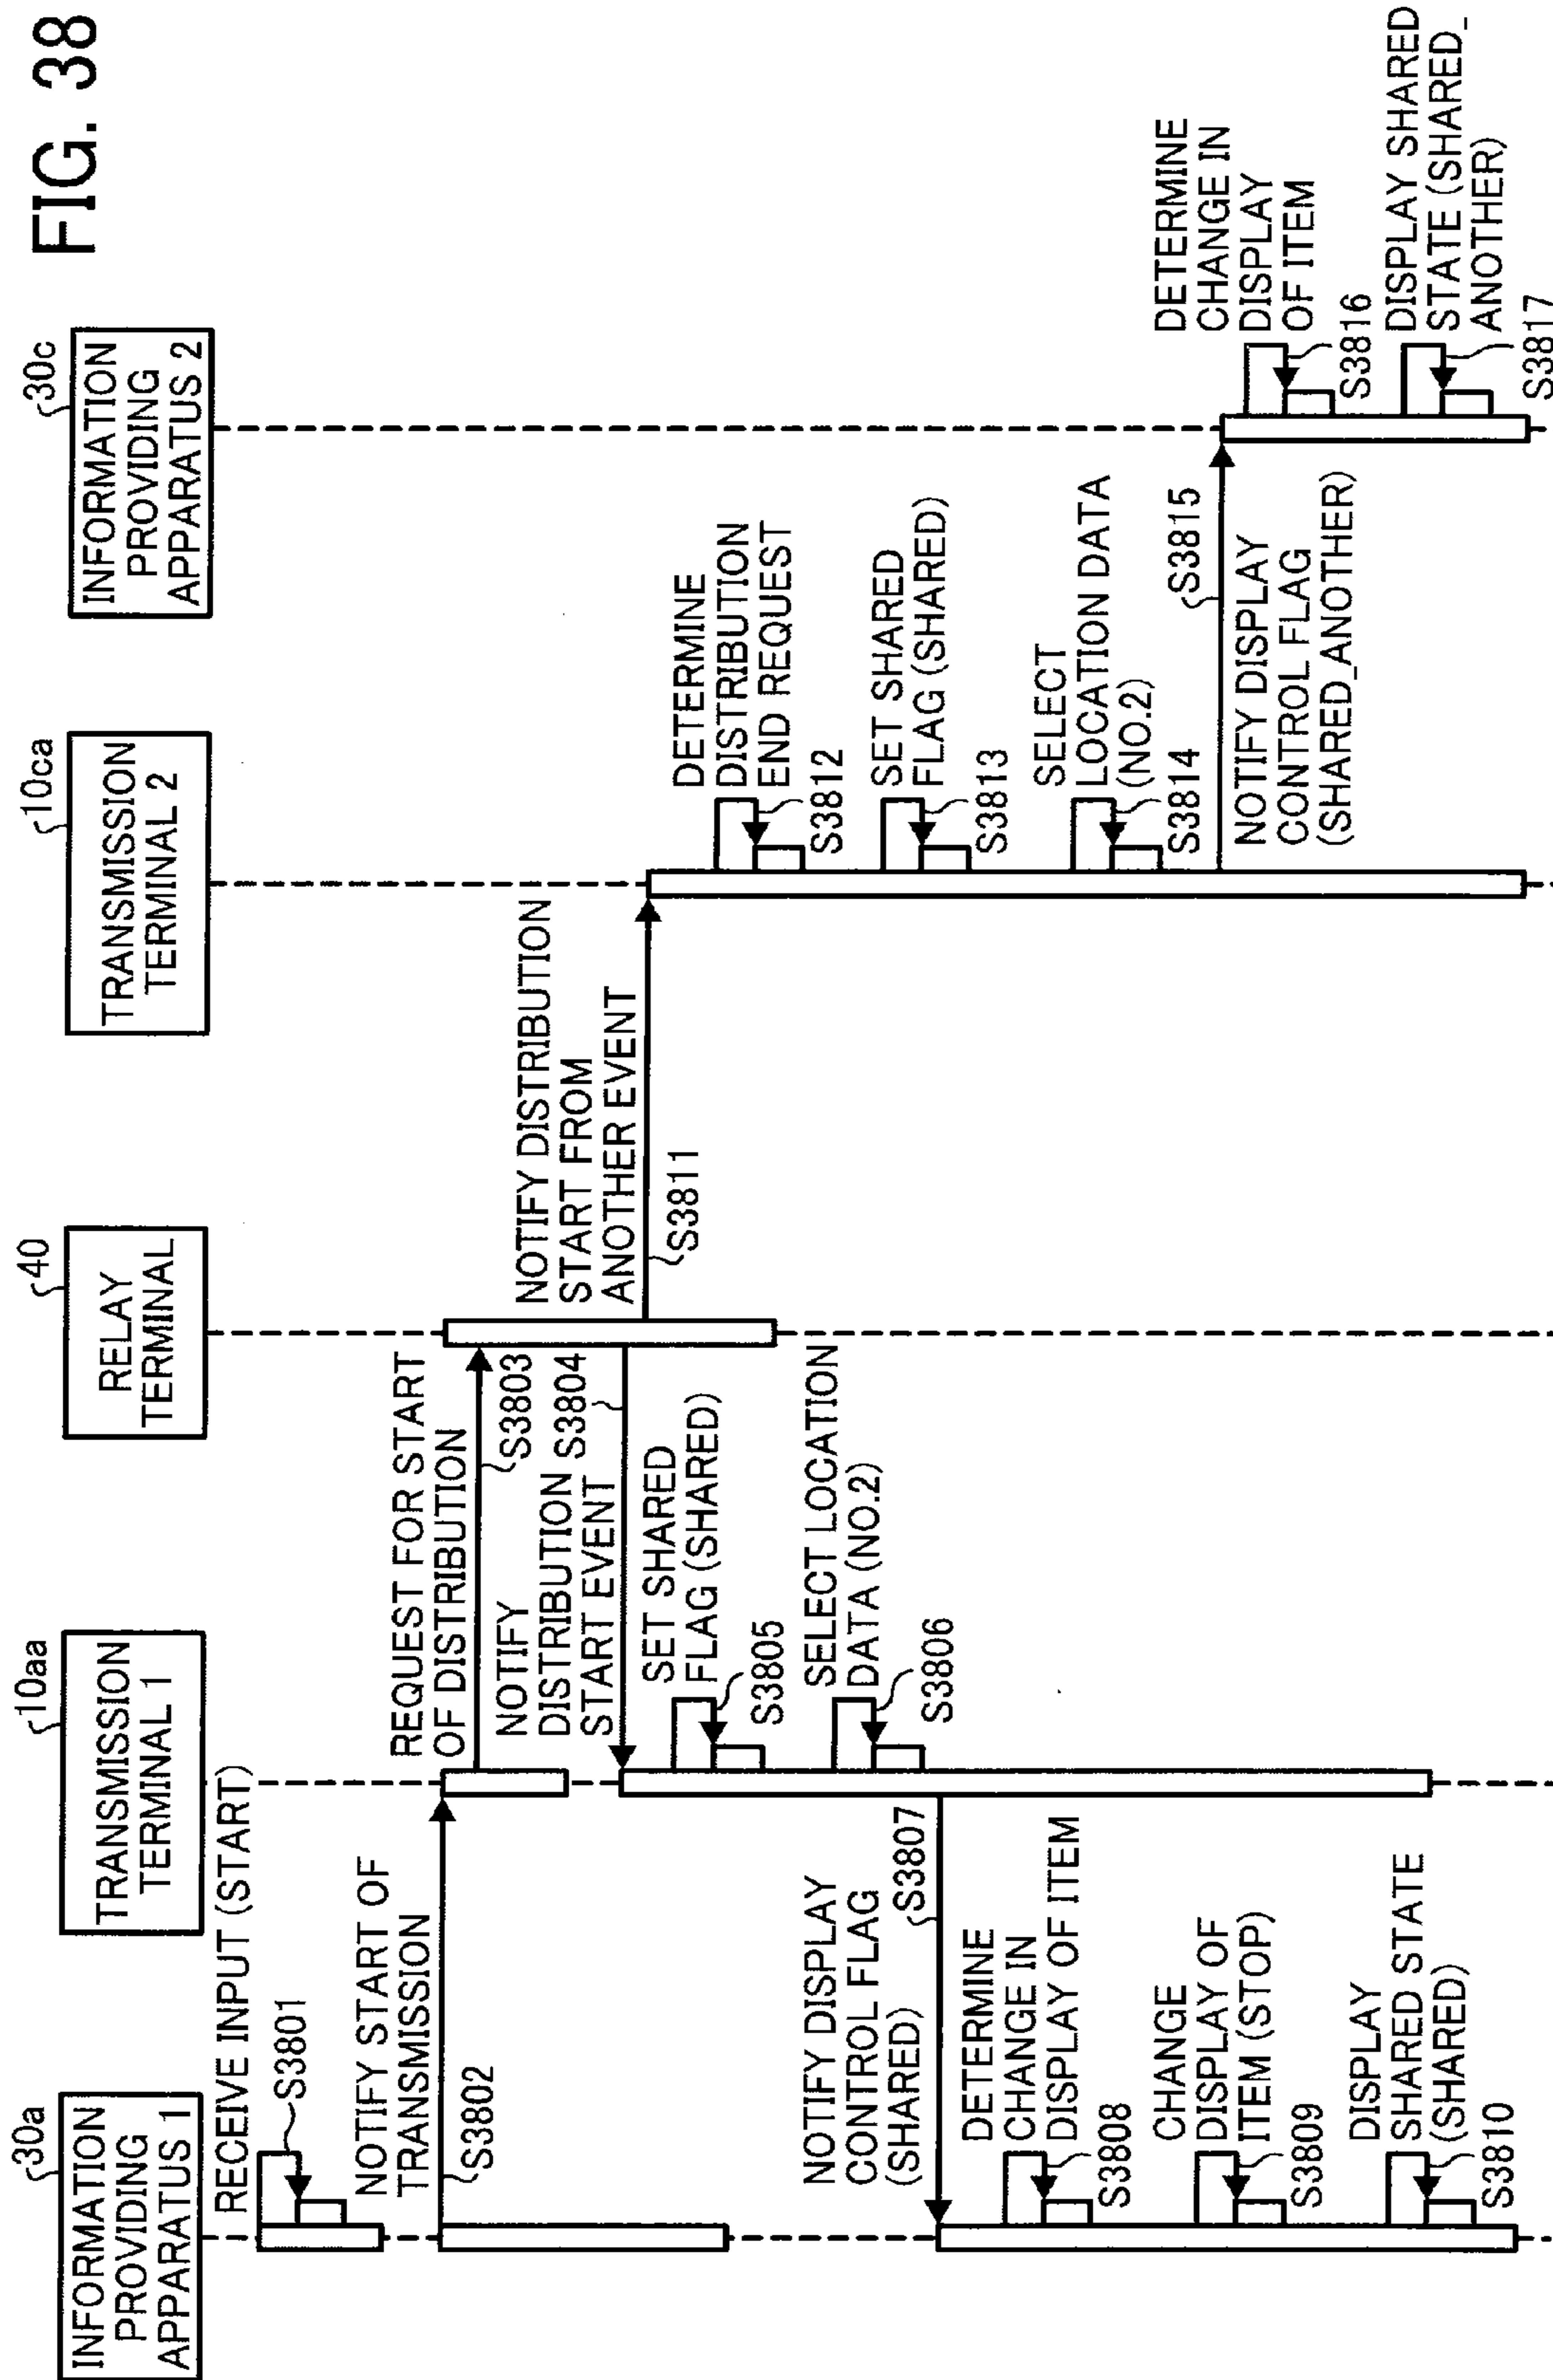 FIG. 38
30a
INFORMATION
PROVIDING
APPARATUS 1
10aa
TRANSMISSION
TERMINAL 1
40
RELAY
TERMINAL
10ca
TRANSMISSION
TERMINAL 2
30c
INFORMATION
PROVIDING
APPARATUS 2
RECEIVE INPUT (START)
S3801
NOTIFY START OF
TRANSMISSION
S3802
REQUEST FOR START
OF DISTRIBUTION
S3803
NOTIFY
DISTRIBUTION
START EVENT
S3804
SET SHARED
FLAG (SHARED)
S3805
SELECT LOCATION
DATA (NO.2)
S3806
NOTIFY DISPLAY
CONTROL FLAG
(SHARED)
S3807
DETERMINE
CHANGE IN
DISPLAY OF ITEM
S3808
CHANGE
DISPLAY OF
ITEM (STOP)
S3809
DISPLAY
SHARED STATE
(SHARED)
S3810
NOTIFY DISTRIBUTION
START FROM
ANOTHER EVENT
S3811
DETERMINE
DISTRIBUTION
END REQUEST
S3812
SET SHARED
FLAG (SHARED)
S3813
SELECT
LOCATION DATA
(NO.2)
S3814
S3815
NOTIFY DISPLAY
CONTROL FLAG
(SHARED_ANOTHER)
DETERMINE
CHANGE IN
DISPLAY
OF ITEM
S3816
DISPLAY SHARED
STATE (SHARED_
ANOTHER)
S3817